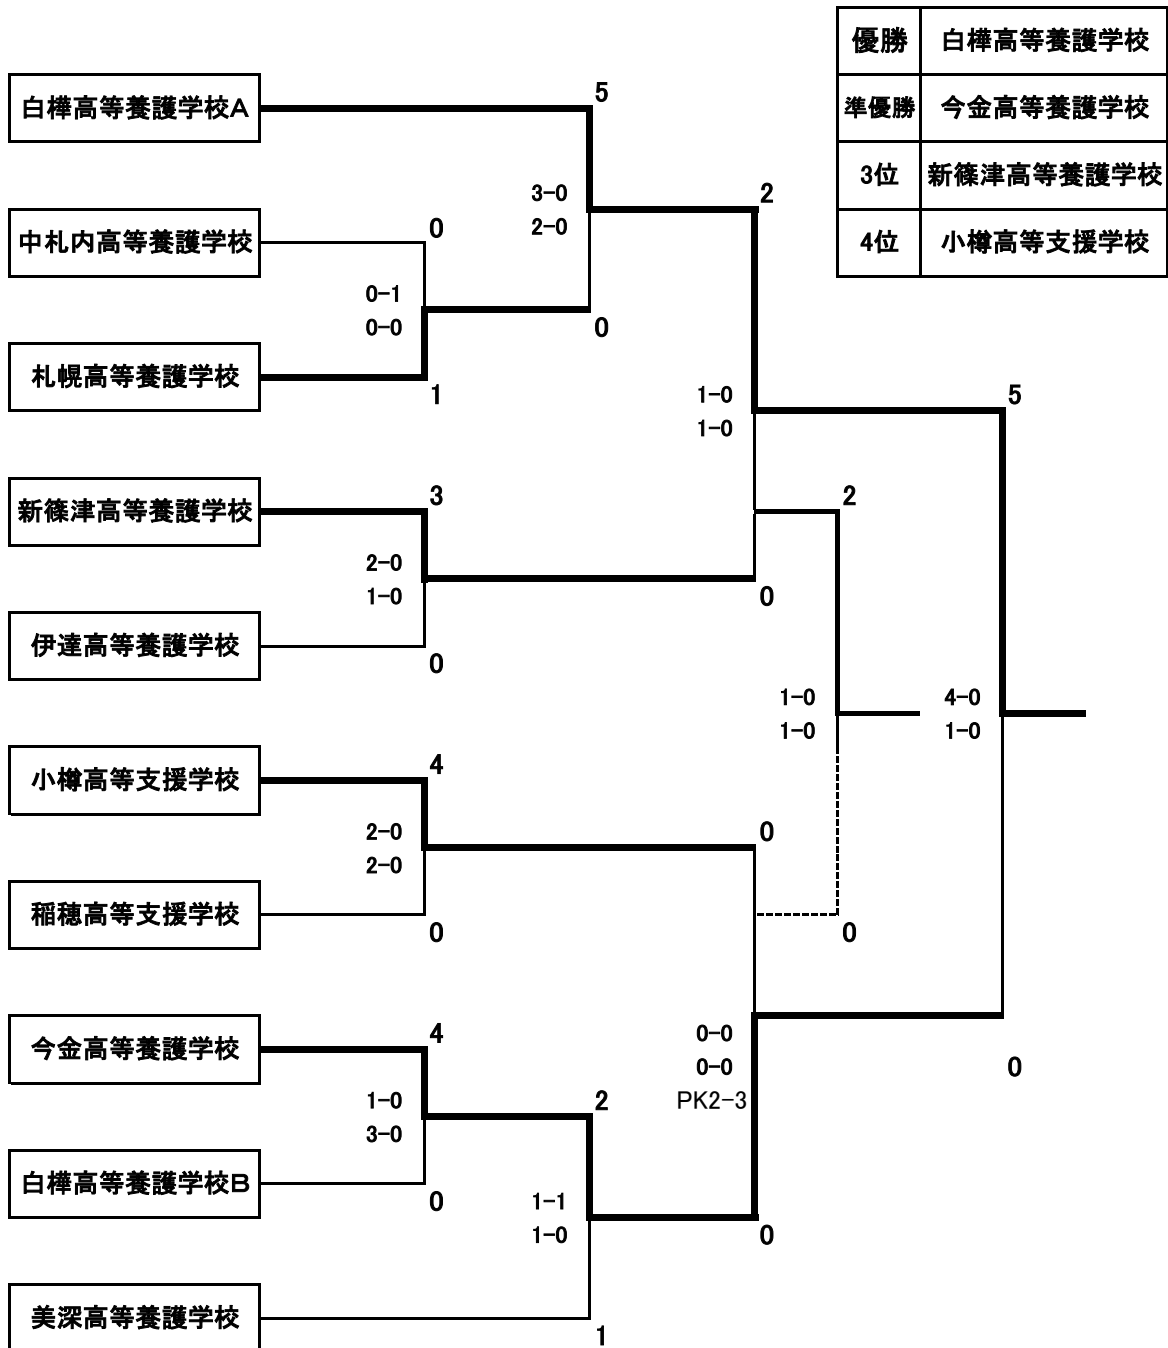 優勝 白樺高等養護学校
白樺高等養護学校A
5
準優勝 今金高等養護学校
3位 新篠津高等養護学校
3-0
2
中札内高等養護学校
0
2-0
4位 小樽高等支援学校
0-1
0-0
0
札幌高等養護学校
1
1-0
5
1-0
新篠津高等養護学校
3
2
2-0
1-0
0
伊達高等養護学校
0
1-0
4-0
1-0
1-0
小樽高等支援学校
4
2-0
0
2-0
稲穂高等支援学校
0
0
今金高等養護学校
4
0-0
0-0
0
1-0
2
PK2-3
3-0
白樺高等養護学校B
0
1-1
1-0
0
美深高等養護学校
1